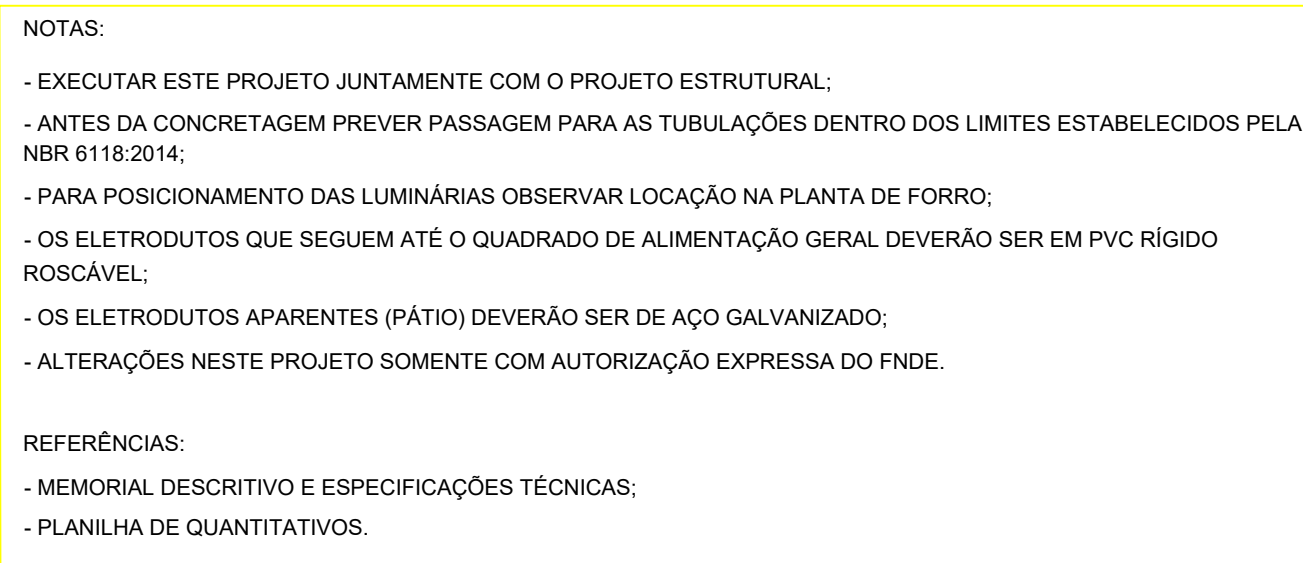 NOTAS:
- EXECUTAR ESTE PROJETO JUNTAMENTE COM O PROJETO ESTRUTURAL;
- ANTES DA CONCRETAGEM PREVER PASSAGEM PARA AS TUBULAÇÕES DENTRO DOS LIMITES ESTABELECIDOS PELA
NBR 6118:2014;
- PARA POSICIONAMENTO DAS LUMINÁRIAS OBSERVAR LOCAÇÃO NA PLANTA DE FORRO;
- OS ELETRODUTOS QUE SEGUEM ATÉ O QUADRADO DE ALIMENTAÇÃO GERAL DEVERÃO SER EM PVC RÍGIDO
ROSCÁVEL;
- OS ELETRODUTOS APARENTES (PÁTIO) DEVERÃO SER DE AÇO GALVANIZADO;
- ALTERAÇÕES NESTE PROJETO SOMENTE COM AUTORIZAÇÃO EXPRESSA DO FNDE.
REFERÊNCIAS:
- MEMORIAL DESCRITIVO E ESPECIFICAÇÕES TÉCNICAS;
- PLANILHA DE QUANTITATIVOS.